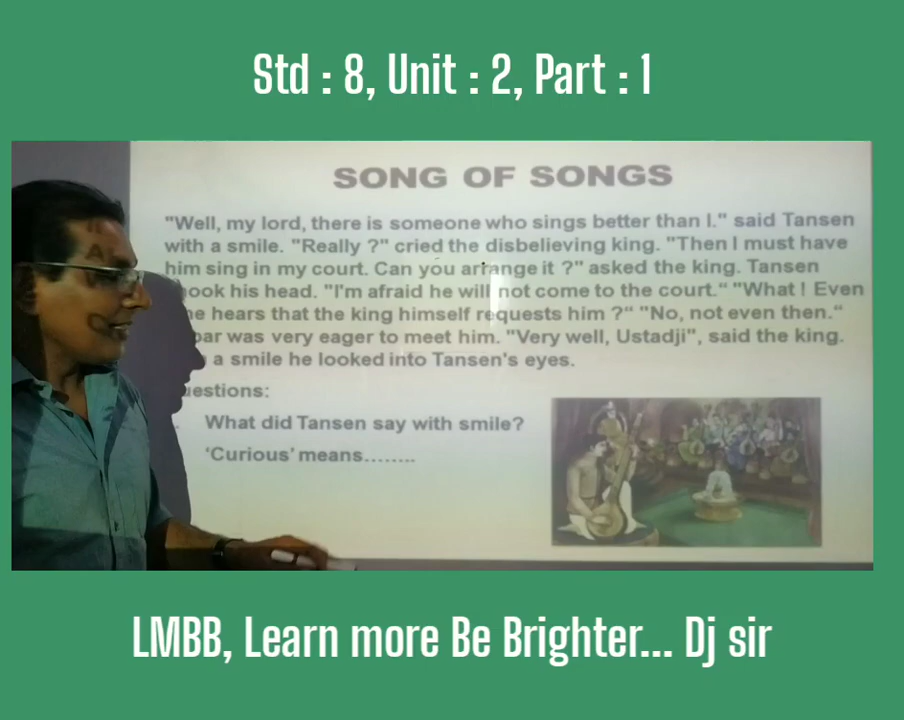 Std : 8, Unit : 2, Part : 1
SONG OF SONGS
"Well, my lord, there is someone who sings better than I." said Tansen
with a smile. "Really ?" cried the disbelieving king. "Then I must have
him sing in my court. Can you arrange it ?" asked the king. Tansen
ook his head. "I'm afraid he will not come to the court." "What ! Even
e hears that the king himself requests him ?" "No, not even then."
bar was very eager to meet him. "Very well, Ustadji", said the king.
a smile he looked into Tansen's eyes.
uestions:
What did Tansen say with smile?
'Curious' means........
LMBB, Learn more Be Brighter... Dj sir